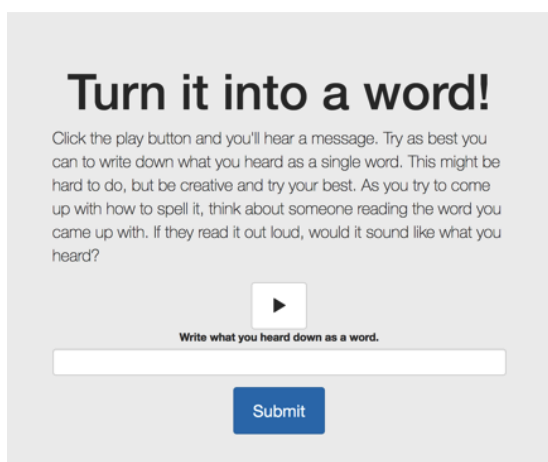 Turn it into a word!
Click the play button and you'll hear a message. Try as best you
can to write down what you heard as a single word. This might be
hard to do, but be creative and try your best. As you try to come
up with how to spell it, think about someone reading the word you
came up with. If they read it out loud, would it sound like what you
heard?
Write what you heard down as a word.
Submit